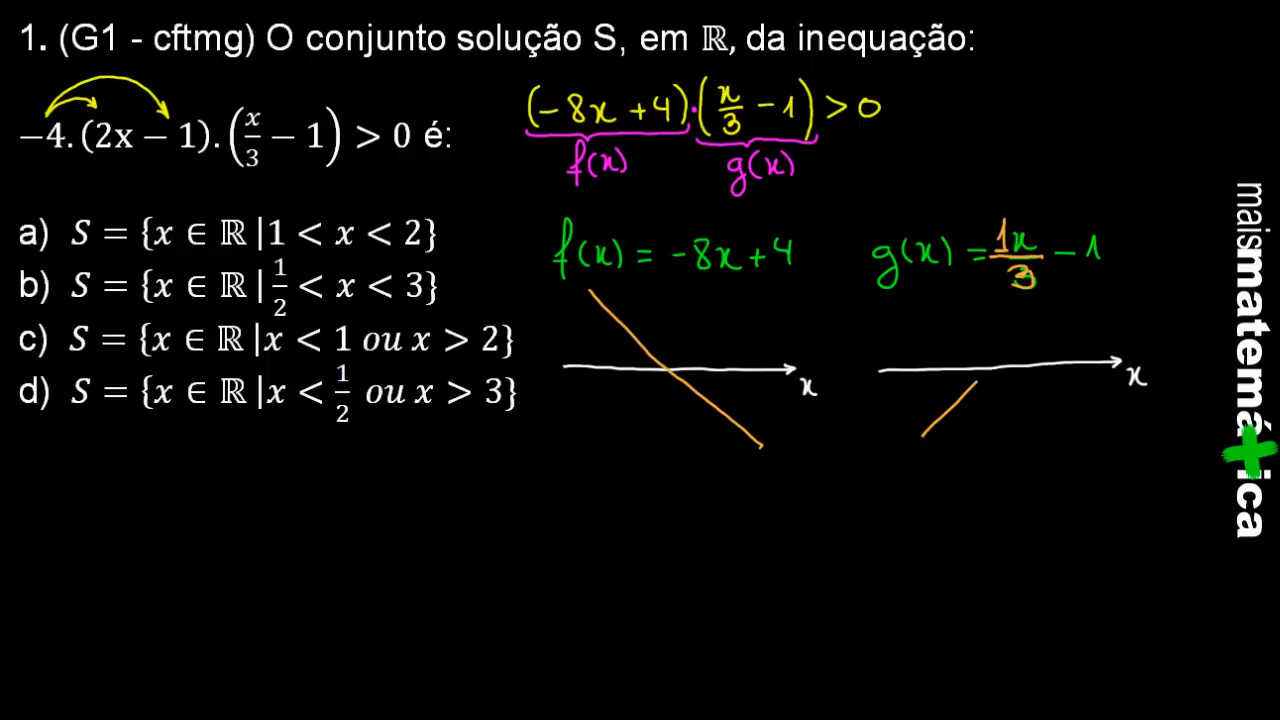 1. (G1 - cftmg) O conjunto solução S, em ℝ, da inequação:
−4.(2x − 1).(x/3 − 1) > 0 é:
(−8x + 4)·(x/3 − 1) > 0
f(x) g(x)
a) S = {x ∈ ℝ |1 < x < 2}
b) S = {x ∈ ℝ |1/2 < x < 3}
c) S = {x ∈ ℝ |x < 1 ou x > 2}
d) S = {x ∈ ℝ |x < 1/2 ou x > 3}
f(x) = −8x + 4
g(x) = 1x/3 − 1
x
x
maismatemática